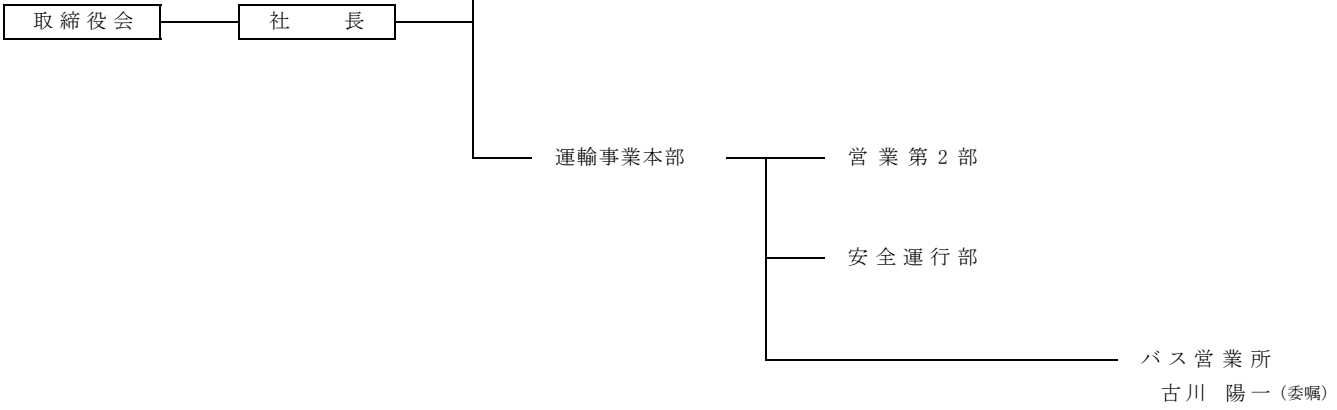 取締役会 社長
運輸事業本部 営業第2部
安全運行部
バス営業所
古川 陽一(委嘱)